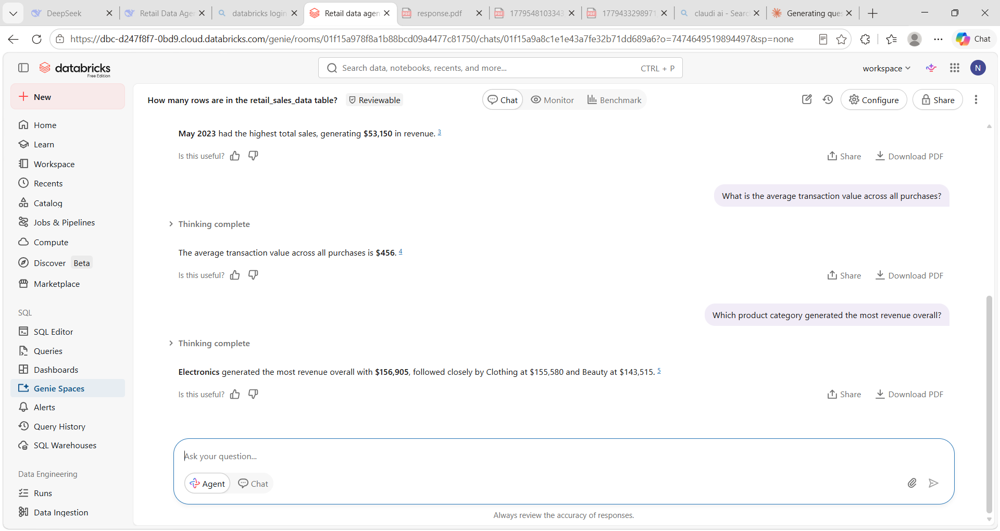 DeepSeek
Retail Data Agen
databricks login
Retail data agen
response.pdf
1779548103343
1779433298971
claudi ai - Searc
Generating ques
https://dbc-d247f8f7-0bd9.cloud.databricks.com/genie/rooms/01f15a978f8a1b88bcd09a4477c81750/chats/01f15a9a8c1e1e43a7fe32b71dd689a6?o=7474649519894497&sp=none
Chat
databricks
Free Edition
Search data, notebooks, recents, and more...
CTRL + P
workspace
N
New
Home
Learn
Workspace
Recents
Catalog
Jobs & Pipelines
Compute
Discover Beta
Marketplace
SQL
SQL Editor
Queries
Dashboards
Genie Spaces
Alerts
Query History
SQL Warehouses
Data Engineering
Runs
Data Ingestion
How many rows are in the retail_sales_data table?
Reviewable
Chat
Monitor
Benchmark
Configure
Share
May 2023 had the highest total sales, generating $53,150 in revenue. 3
Is this useful?
Share
Download PDF
What is the average transaction value across all purchases?
Thinking complete
The average transaction value across all purchases is $456. 4
Is this useful?
Share
Download PDF
Which product category generated the most revenue overall?
Thinking complete
Electronics generated the most revenue overall with $156,905, followed closely by Clothing at $155,580 and Beauty at $143,515. 5
Is this useful?
Share
Download PDF
Ask your question...
Agent
Chat
Always review the accuracy of responses.